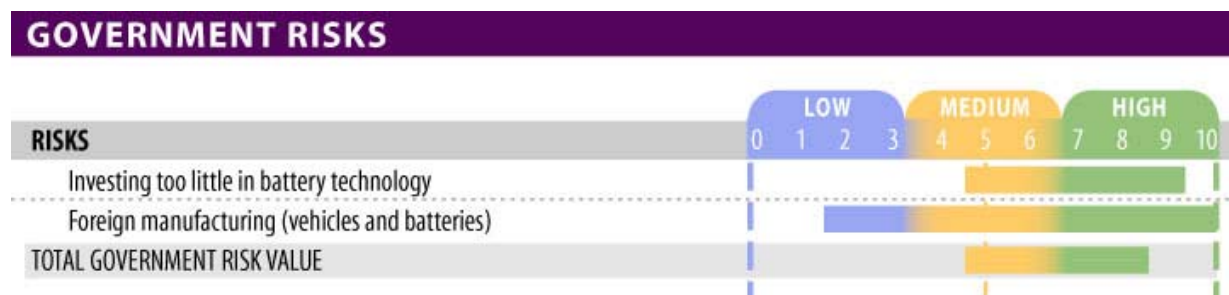 GOVERNMENT RISKS
LOW MEDIUM HIGH
RISKS 0 1 2 3 4 5 6 7 8 9 10
Investing too little in battery technology
Foreign manufacturing (vehicles and batteries)
TOTAL GOVERNMENT RISK VALUE